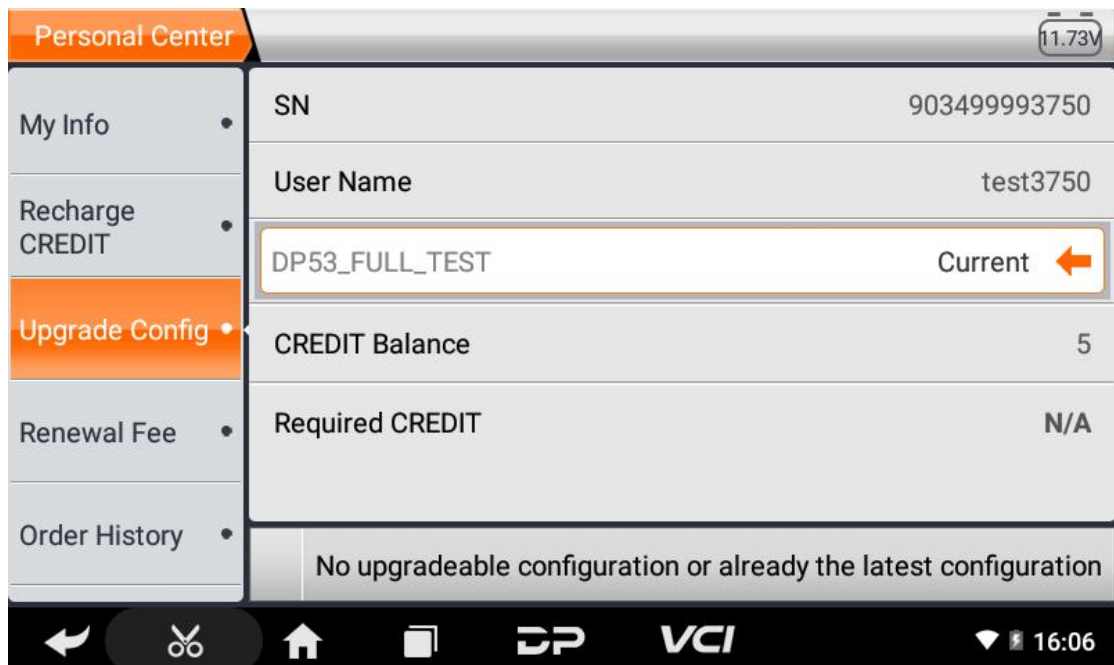 Personal Center
11.73V
My Info
Recharge
CREDIT
Upgrade Config
Renewal Fee
Order History
SN
903499993750
User Name
test3750
DP53_FULL_TEST
Current
CREDIT Balance
5
Required CREDIT
N/A
No upgradeable configuration or already the latest configuration
DP
VCI
16:06